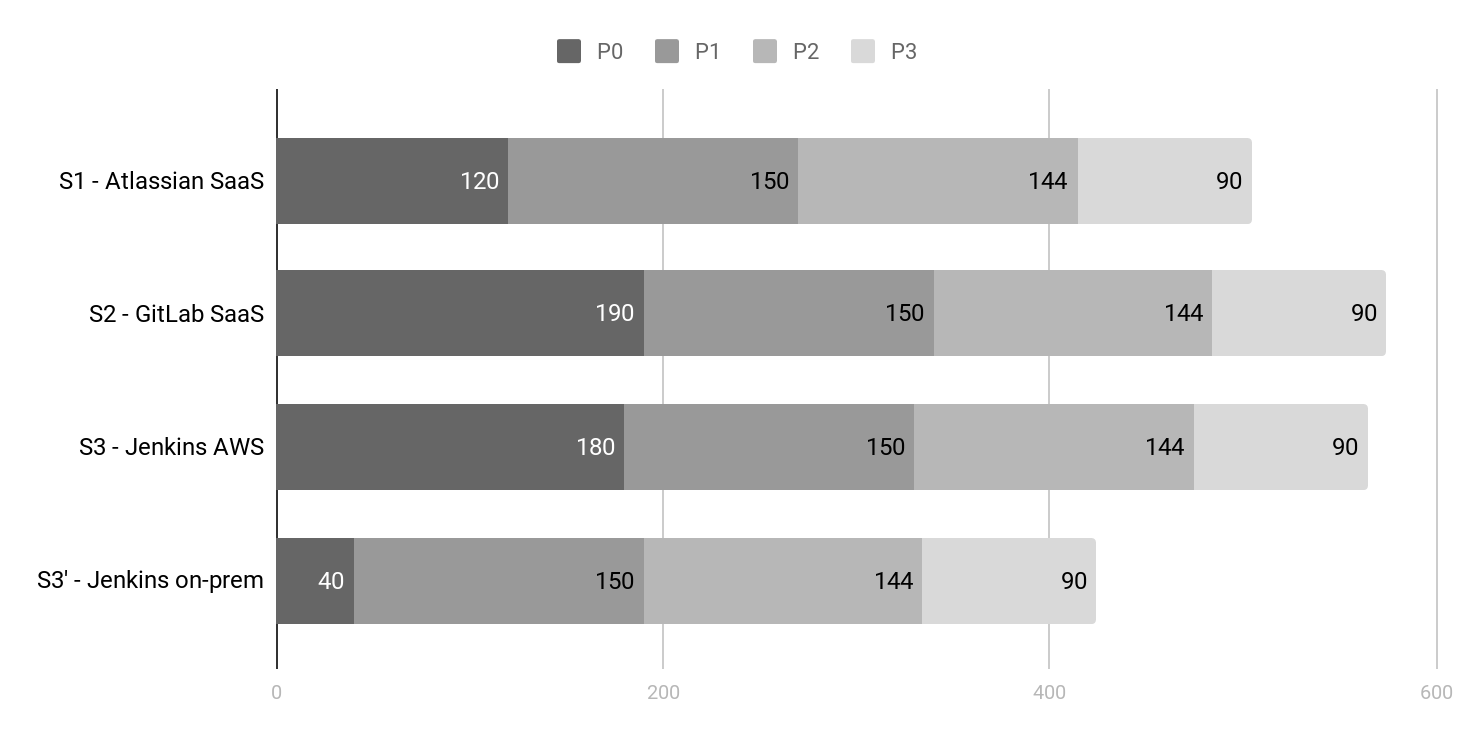 P0 P1 P2 P3
S1 - Atlassian SaaS 120 150 144 90
S2 - GitLab SaaS 190 150 144 90
S3 - Jenkins AWS 180 150 144 90
S3' - Jenkins on-prem 40 150 144 90
0 200 400 600